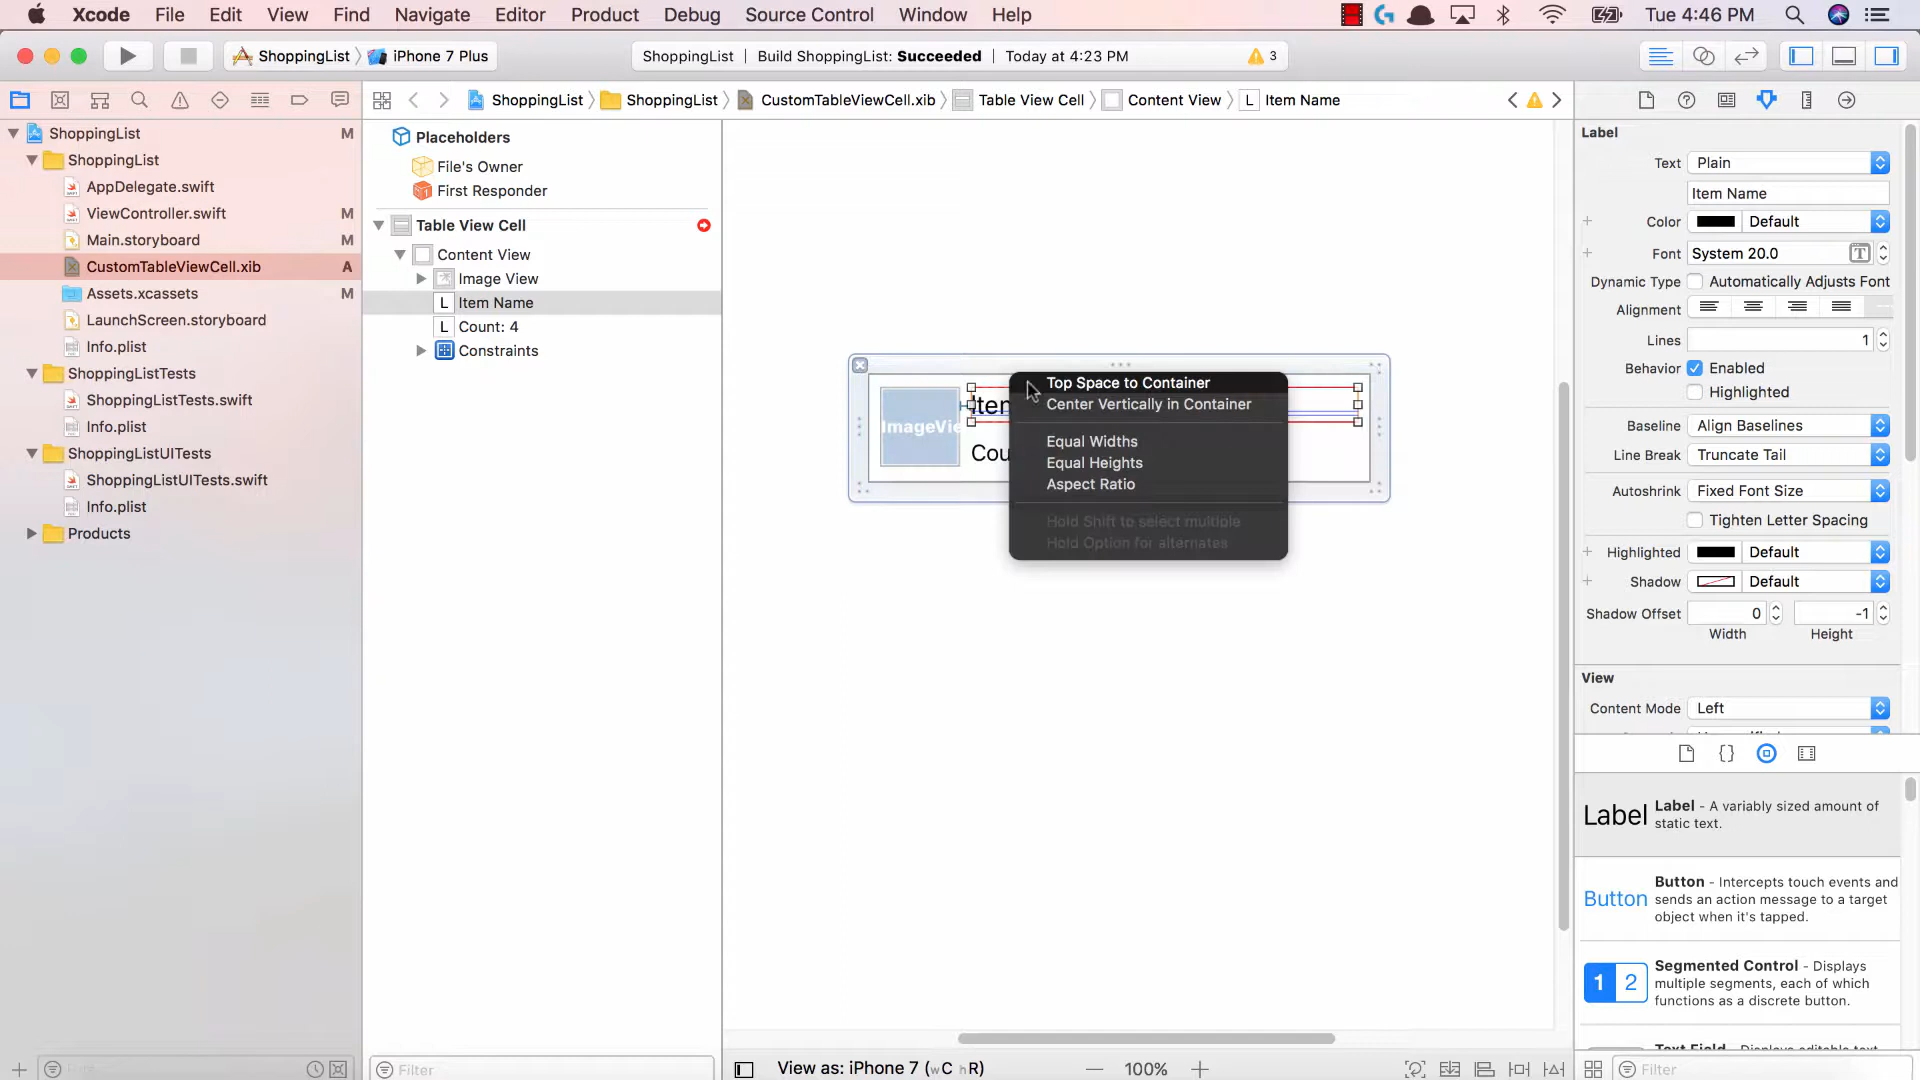 Xcode File Edit View Find Navigate Editor Product Debug Source Control Window Help Tue 4:46 PM
ShoppingList iPhone 7 Plus ShoppingList Build ShoppingList: Succeeded Today at 4:23 PM 3
ShoppingList ShoppingList CustomTableViewCell.xib Table View Cell Content View L Item Name
ShoppingList M
ShoppingList
AppDelegate.swift
ViewController.swift M
Main.storyboard M
CustomTableViewCell.xib A
Assets.xcassets M
LaunchScreen.storyboard
Info.plist
ShoppingListTests
ShoppingListTests.swift
Info.plist
ShoppingListUITests
ShoppingListUITests.swift
Info.plist
Products
Placeholders
File's Owner
First Responder
Table View Cell
Content View
Image View
L Item Name
L Count: 4
Constraints
Filter
ImageVie
Iten
Cou
Top Space to Container
Center Vertically in Container
Equal Widths
Equal Heights
Aspect Ratio
Hold Shift to select multiple
Hold Option for alternates
View as: iPhone 7 (wC hR) 100%
Label
Text Plain
Item Name
Color Default
Font System 20.0 T
Dynamic Type Automatically Adjusts Font
Alignment
Lines 1
Behavior Enabled
Highlighted
Baseline Align Baselines
Line Break Truncate Tail
Autoshrink Fixed Font Size
Tighten Letter Spacing
Highlighted Default
Shadow Default
Shadow Offset 0 -1
Width Height
View
Content Mode Left
{}
Label Label - A variably sized amount of
static text.
Button Button - Intercepts touch events and
sends an action message to a target
object when it's tapped.
1 2 Segmented Control - Displays
multiple segments, each of which
functions as a discrete button.
Text Field - Displays editable text
Filter